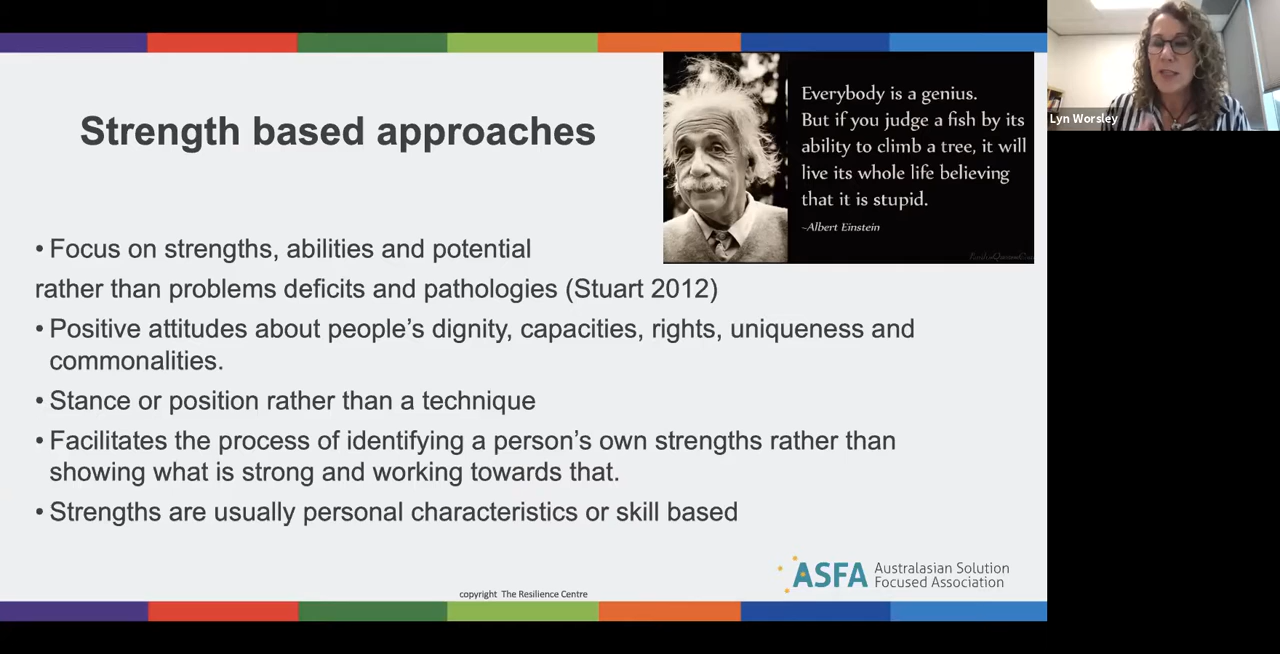 Strength based approaches
Everybody is a genius.
But if you judge a fish by its
ability to climb a tree, it will
live its whole life believing
that it is stupid.
~Albert Einstein
• Focus on strengths, abilities and potential
rather than problems deficits and pathologies (Stuart 2012)
• Positive attitudes about people’s dignity, capacities, rights, uniqueness and
commonalities.
• Stance or position rather than a technique
• Facilitates the process of identifying a person’s own strengths rather than
showing what is strong and working towards that.
• Strengths are usually personal characteristics or skill based
ASFA Australasian Solution
Focused Association
copyright The Resilience Centre
Lyn Worsley